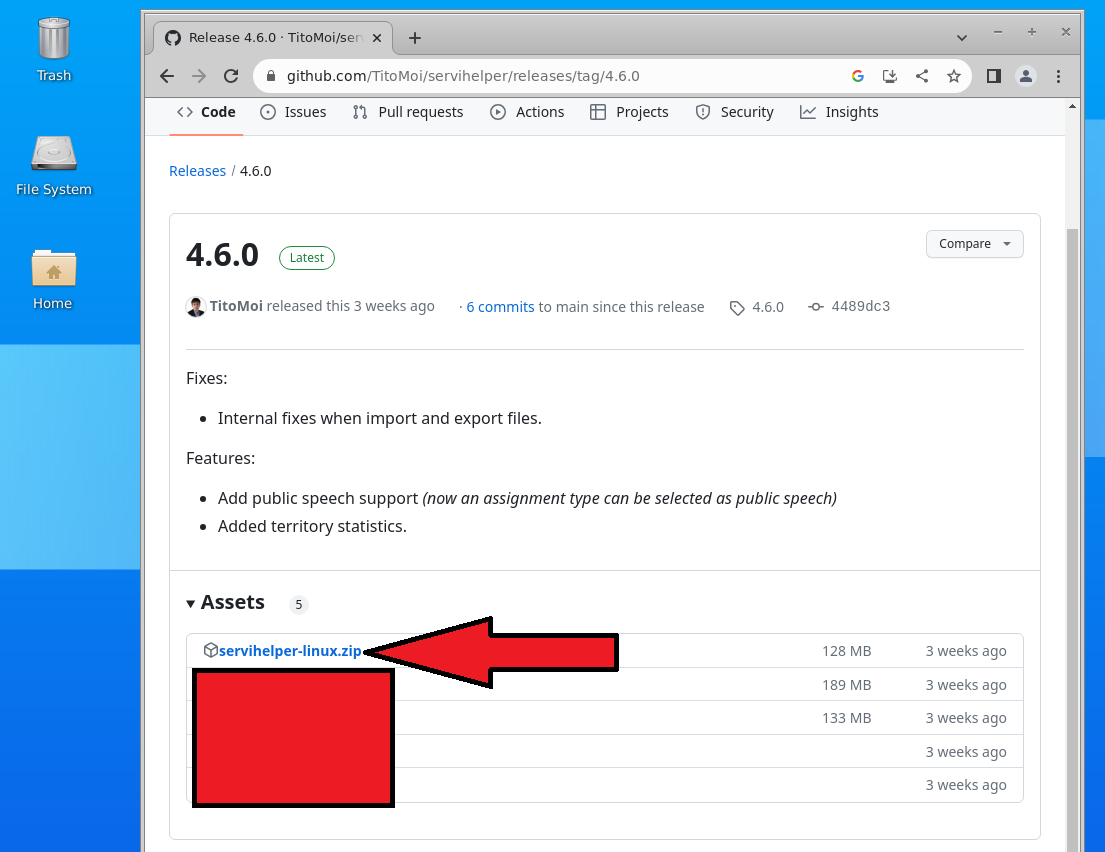 Trash
File System
Home
Release 4.6.0 · TitoMoi/ser
github.com/TitoMoi/servihelper/releases/tag/4.6.0
Code Issues Pull requests Actions Projects Security Insights
Releases / 4.6.0
4.6.0 Latest Compare
TitoMoi released this 3 weeks ago · 6 commits to main since this release 4.6.0 4489dc3
Fixes:
• Internal fixes when import and export files.
Features:
• Add public speech support (now an assignment type can be selected as public speech)
• Added territory statistics.
Assets 5
servihelper-linux.zip 128 MB 3 weeks ago
189 MB 3 weeks ago
133 MB 3 weeks ago
3 weeks ago
3 weeks ago